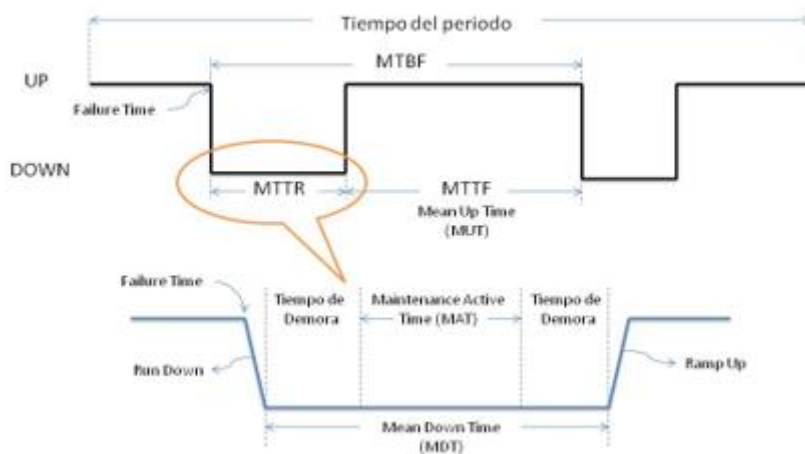 Tiempo del periodo
MTBF
UP
Failure Time
DOWN
MTTR
MTTF
Mean Up Time
(MUT)
Failure Time
Tiempo de
Demora
Maintenance Active
Time (MAT)
Tiempo de
Demora
Run Down
Ramp Up
Mean Down Time
(MDT)